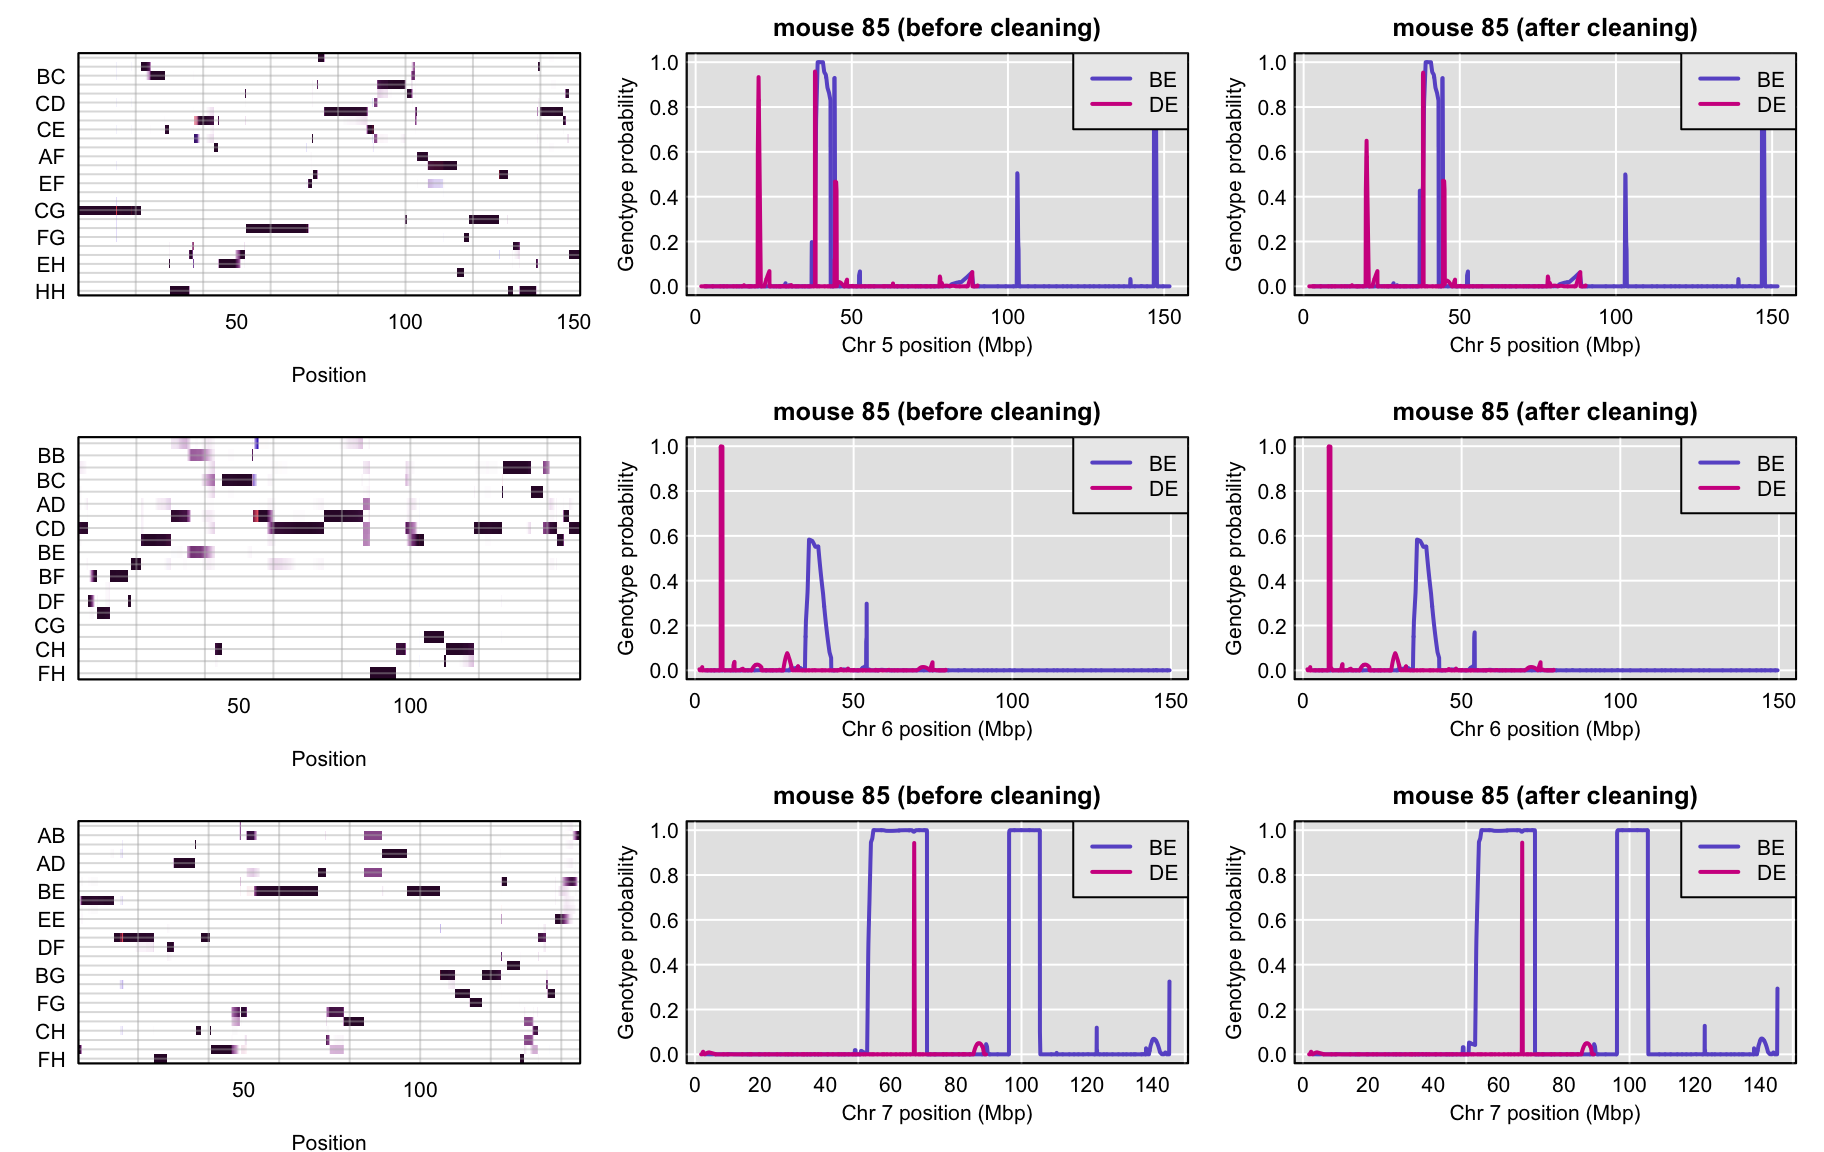 mouse 85 (before cleaning)
mouse 85 (after cleaning)
BC
CD
CE
AF
EF
CG
FG
EH
HH
50
100
150
Position
Genotype probability
1.0
0.8
0.6
0.4
0.2
0.0
0
50
100
150
Chr 5 position (Mbp)
BE
DE
Genotype probability
1.0
0.8
0.6
0.4
0.2
0.0
0
50
100
150
Chr 5 position (Mbp)
BE
DE
mouse 85 (before cleaning)
mouse 85 (after cleaning)
BB
BC
AD
CD
BE
BF
DF
CG
CH
FH
50
100
Position
Genotype probability
1.0
0.8
0.6
0.4
0.2
0.0
0
50
100
150
Chr 6 position (Mbp)
BE
DE
Genotype probability
1.0
0.8
0.6
0.4
0.2
0.0
0
50
100
150
Chr 6 position (Mbp)
BE
DE
mouse 85 (before cleaning)
mouse 85 (after cleaning)
AB
AD
BE
EE
DF
BG
FG
CH
FH
50
100
Position
Genotype probability
1.0
0.8
0.6
0.4
0.2
0.0
0
20
40
60
80
100
120
140
Chr 7 position (Mbp)
BE
DE
Genotype probability
1.0
0.8
0.6
0.4
0.2
0.0
0
20
40
60
80
100
120
140
Chr 7 position (Mbp)
BE
DE